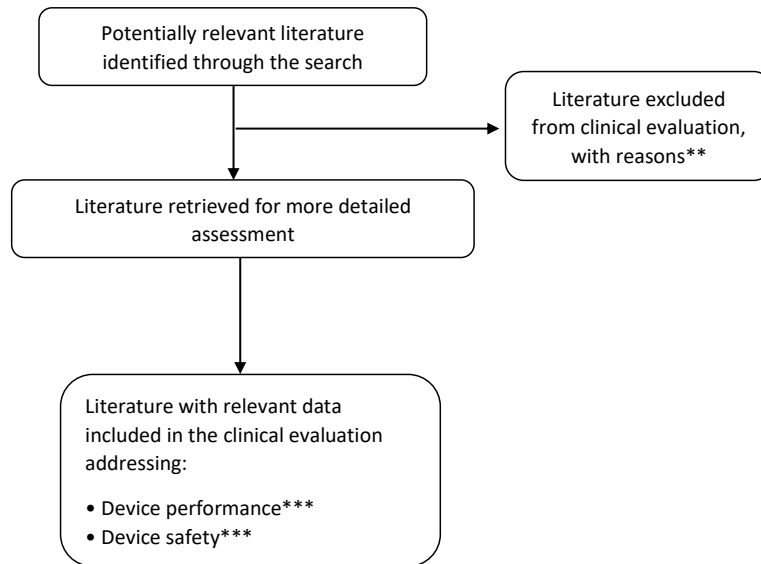 Potentially relevant literature
identified through the search
Literature excluded
from clinical evaluation,
with reasons**
Literature retrieved for more detailed
assessment
Literature with relevant data
included in the clinical evaluation
addressing:
• Device performance***
• Device safety***